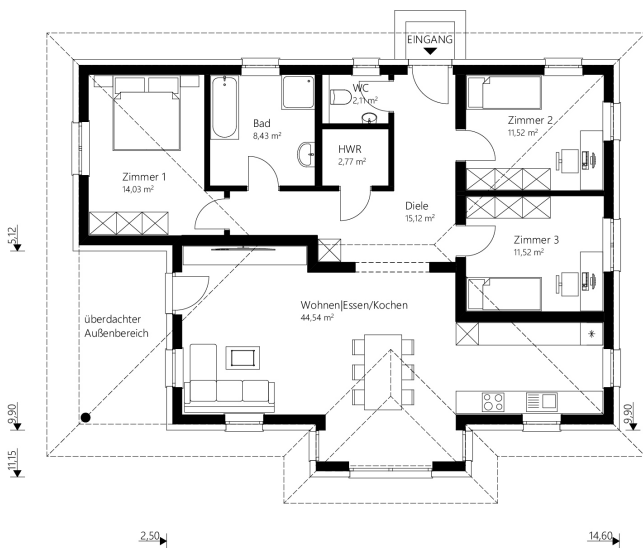 EINGANG
WC
2,11 m²
Bad
8,43 m²
Zimmer 2
11,52 m²
HWR
2,77 m²
Zimmer 1
14,03 m²
Diele
15,12 m²
5,12
Zimmer 3
11,52 m²
Wohnen|Essen/Kochen
44,54 m²
überdachter
Außenbereich
9,90
9,90
11,15
2,50
14,60